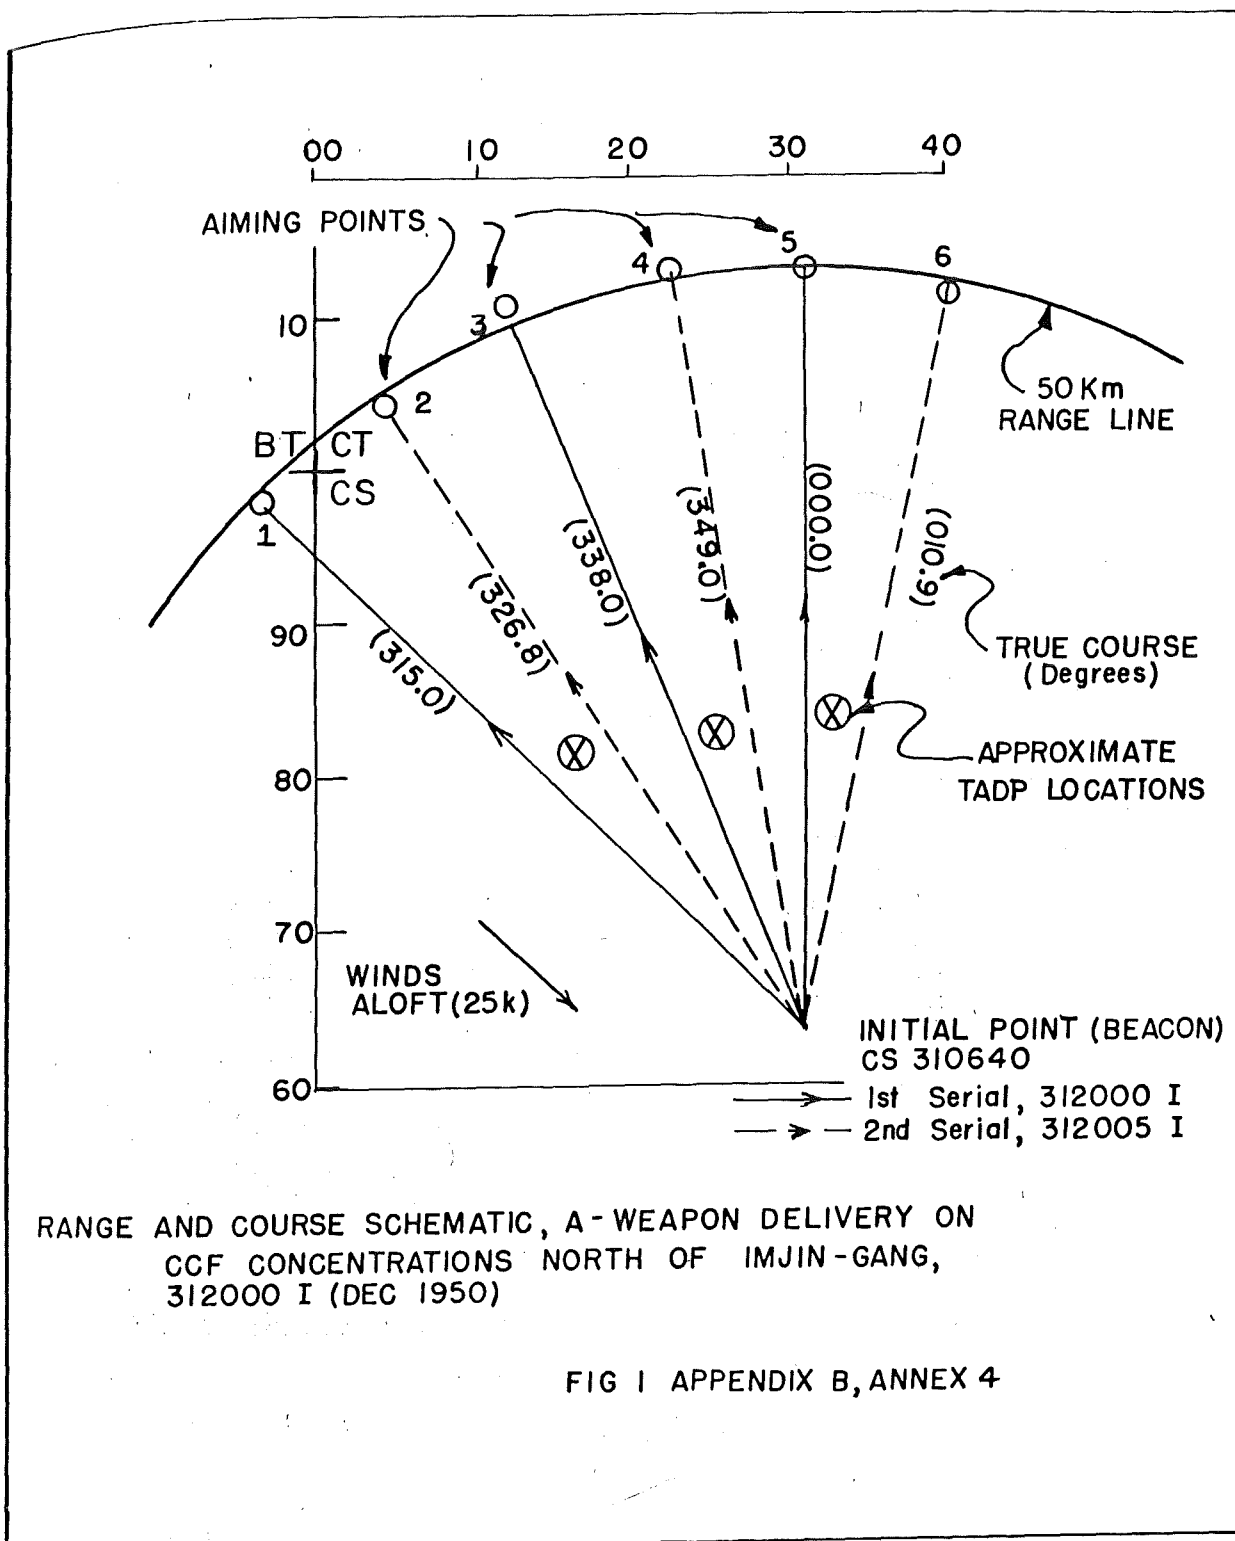 00 10 20 30 40
AIMING POINTS
1
2
3
4
5
6
10
90
80
70
60
BT CT
CS
50 Km
RANGE LINE
(315.0)
(326.8)
(338.0)
(349.0)
(000.0)
(010.9)
TRUE COURSE
(Degrees)
APPROXIMATE
TADP LOCATIONS
WINDS
ALOFT (25k)
INITIAL POINT (BEACON)
CS 310640
1st Serial, 312000 I
2nd Serial, 312005 I
RANGE AND COURSE SCHEMATIC, A-WEAPON DELIVERY ON
CCF CONCENTRATIONS NORTH OF IMJIN-GANG,
312000 I (DEC 1950)
FIG 1 APPENDIX B, ANNEX 4